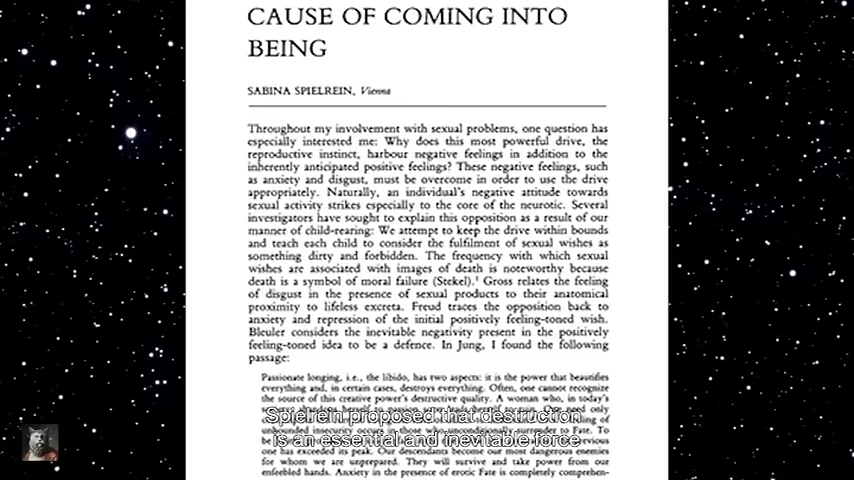 CAUSE OF COMING INTO
BEING
SABINA SPIELREIN, Vienna
Throughout my involvement with sexual problems, one question has
especially interested me: Why does this most powerful drive, the
reproductive instinct, harbour negative feelings in addition to the
inherently anticipated positive feelings? These negative feelings, such
as anxiety and disgust, must be overcome in order to use the drive
appropriately. Naturally, an individual's negative attitude towards
sexual activity strikes especially to the core of the neurotic. Several
investigators have sought to explain this opposition as a result of our
manner of child-rearing: We attempt to keep the drive within bounds
and teach each child to consider the fulfilment of sexual wishes as
something dirty and forbidden. The frequency with which sexual
wishes are associated with images of death is noteworthy because
death is a symbol of moral failure (Stekel).¹ Gross relates the feeling
of disgust in the presence of sexual products to their anatomical
proximity to lifeless excreta. Freud traces the opposition back to
anxiety and repression of the initial positively feeling-toned wish.
Bleuler considers the inevitable negativity present in the positively
feeling-toned idea to be a defence. In Jung, I found the following
passage:
Passionate longing, i.e., the libido, has two aspects: it is the power that beautifies
everything and, in certain cases, destroys everything. Often, one cannot recognize
the source of this creative power's destructive quality. A woman who, in today's
Spielrein proposed that destruction
is an essential and inevitable force
unbounded insecurity occur in those who unconditionally surrender to Fate. To
one has exceeded its peak. Our descendants become our most dangerous enemies
for whom we are unprepared. They will survive and take power from our
enfeebled hands. Anxiety in the presence of erotic Fate is completely comprehen-